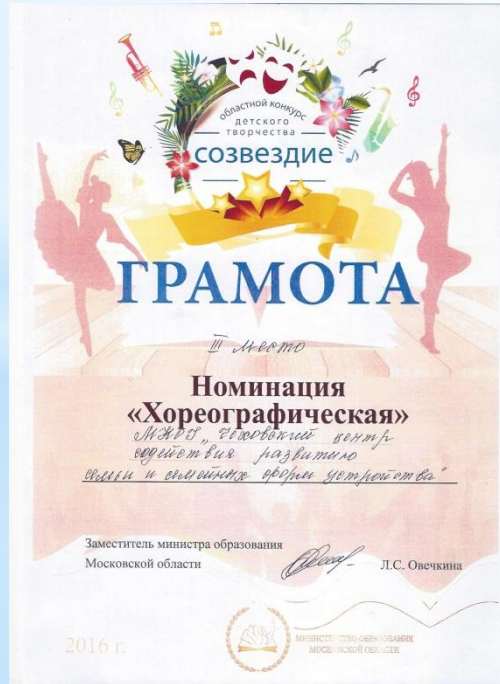 областной конкурс
детского
творчества
созвездие
ГРАМОТА
III место
Номинация
«Хореографическая»
„Чеховский центр
содействия развитию
семьи и семейных форм устройства"
Заместитель министра образования
Московской области
Л.С. Овечкина
2016 г.
МИНИСТЕРСТВО ОБРАЗОВАНИЯ
МОСКОВСКОЙ ОБЛАСТИ